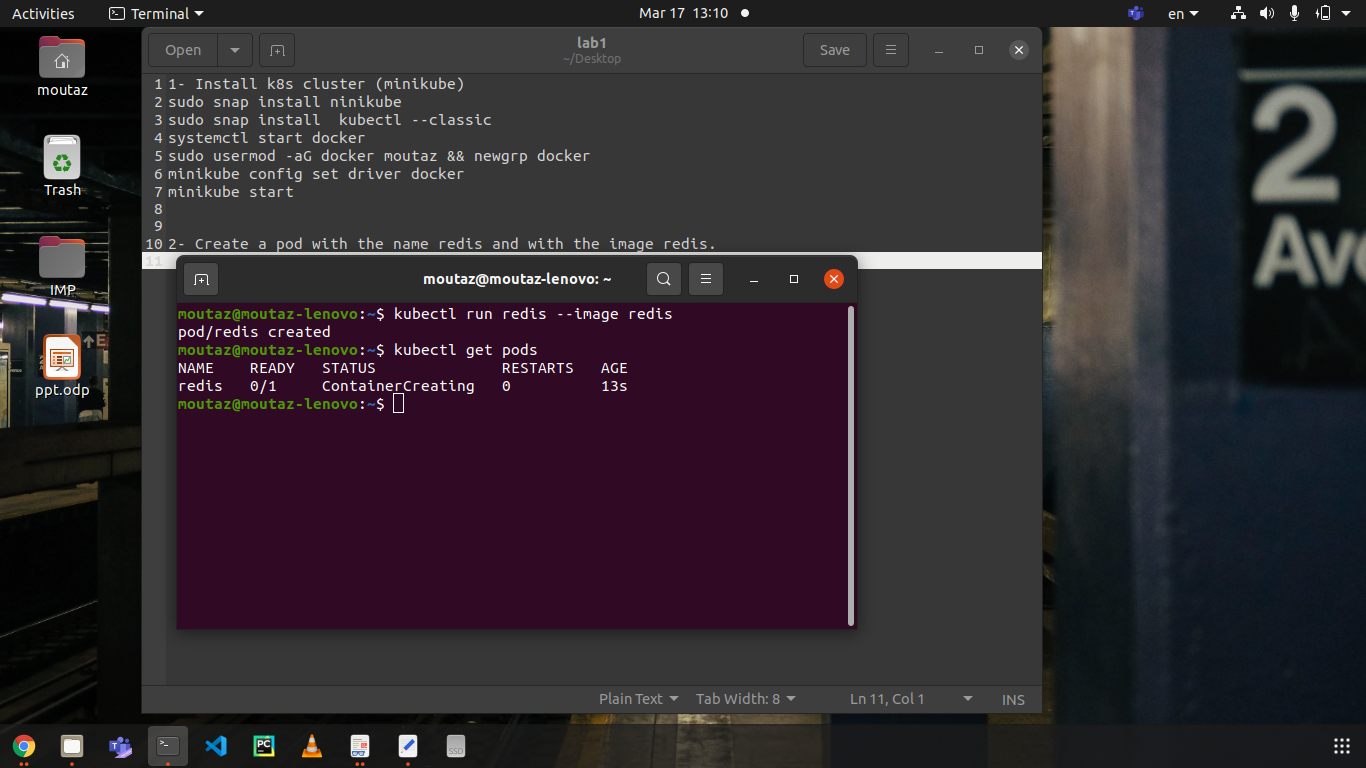 Activities
Terminal
Mar 17 13:10
en
moutaz
Trash
IMP
ppt.odp
Open
lab1
~/Desktop
Save
1 1- Install k8s cluster (minikube)
2 sudo snap install ninikube
3 sudo snap install  kubectl --classic
4 systemctl start docker
5 sudo usermod -aG docker moutaz && newgrp docker
6 minikube config set driver docker
7 minikube start
8
9
10 2- Create a pod with the name redis and with the image redis.
11
moutaz@moutaz-lenovo: ~
moutaz@moutaz-lenovo:~$ kubectl run redis --image redis
pod/redis created
moutaz@moutaz-lenovo:~$ kubectl get pods
NAME    READY   STATUS              RESTARTS   AGE
redis   0/1     ContainerCreating   0          13s
moutaz@moutaz-lenovo:~$
Plain Text
Tab Width: 8
Ln 11, Col 1
INS
2
Ave
PC
SSD